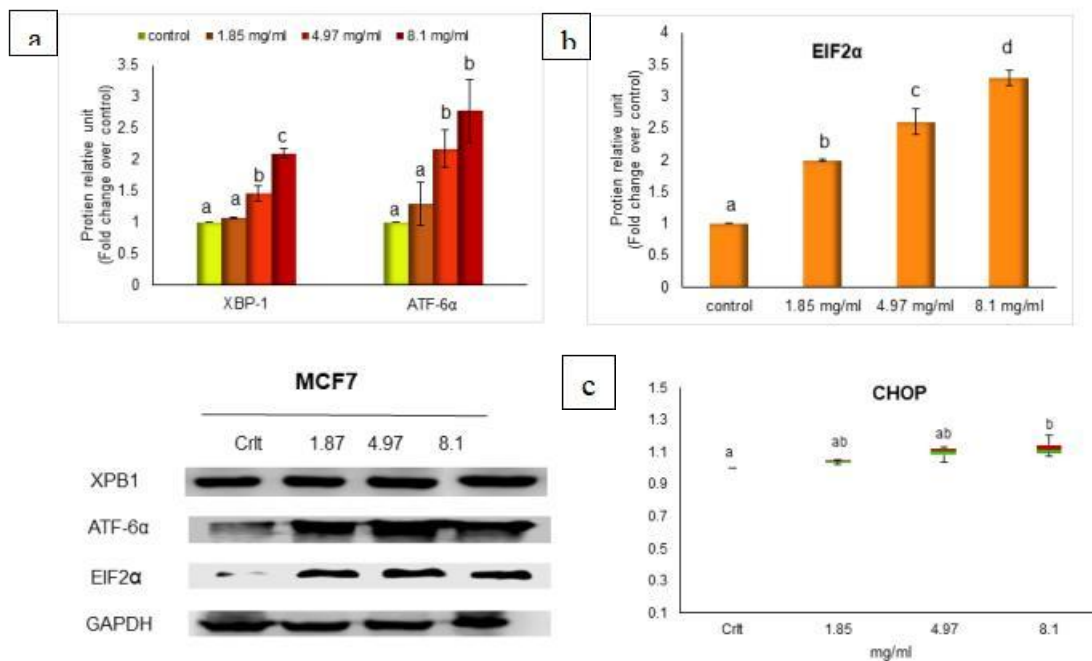 a
control 1.85 mg/ml 4.97 mg/ml 8.1 mg/ml
Protien relative unit
(Fold change over control)
3.5
3
2.5
2
1.5
1
0.5
0
a a b c
a a b b
XBP-1 ATF-6α
b
EIF2α
Protien relative unit
(Fold change over control)
4
3.5
3
2.5
2
1.5
1
0.5
0
a b c d
control 1.85 mg/ml 4.97 mg/ml 8.1 mg/ml
MCF7
Crlt 1.87 4.97 8.1
XPB1
ATF-6α
EIF2α
GAPDH
c
CHOP
1.5
1.3
1.1
0.9
0.7
0.5
0.3
0.1
a ab ab b
Crlt 1.85 4.97 8.1
mg/ml